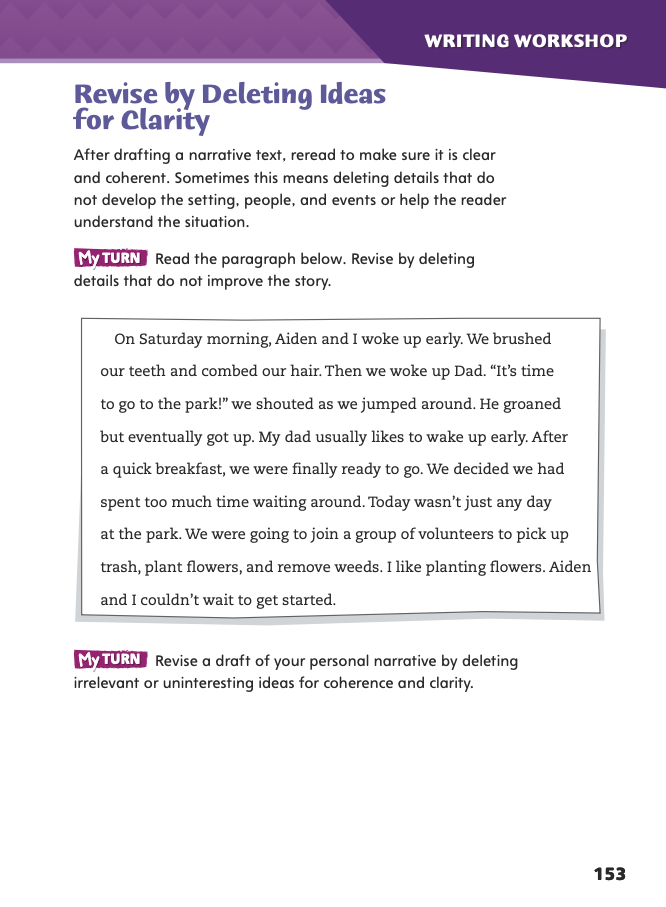 WRITING WORKSHOP
Revise by Deleting Ideas
for Clarity
After drafting a narrative text, reread to make sure it is clear
and coherent. Sometimes this means deleting details that do
not develop the setting, people, and events or help the reader
understand the situation.
My TURN Read the paragraph below. Revise by deleting
details that do not improve the story.
On Saturday morning, Aiden and I woke up early. We brushed
our teeth and combed our hair. Then we woke up Dad. “It’s time
to go to the park!” we shouted as we jumped around. He groaned
but eventually got up. My dad usually likes to wake up early. After
a quick breakfast, we were finally ready to go. We decided we had
spent too much time waiting around. Today wasn’t just any day
at the park. We were going to join a group of volunteers to pick up
trash, plant flowers, and remove weeds. I like planting flowers. Aiden
and I couldn’t wait to get started.
My TURN Revise a draft of your personal narrative by deleting
irrelevant or uninteresting ideas for coherence and clarity.
153